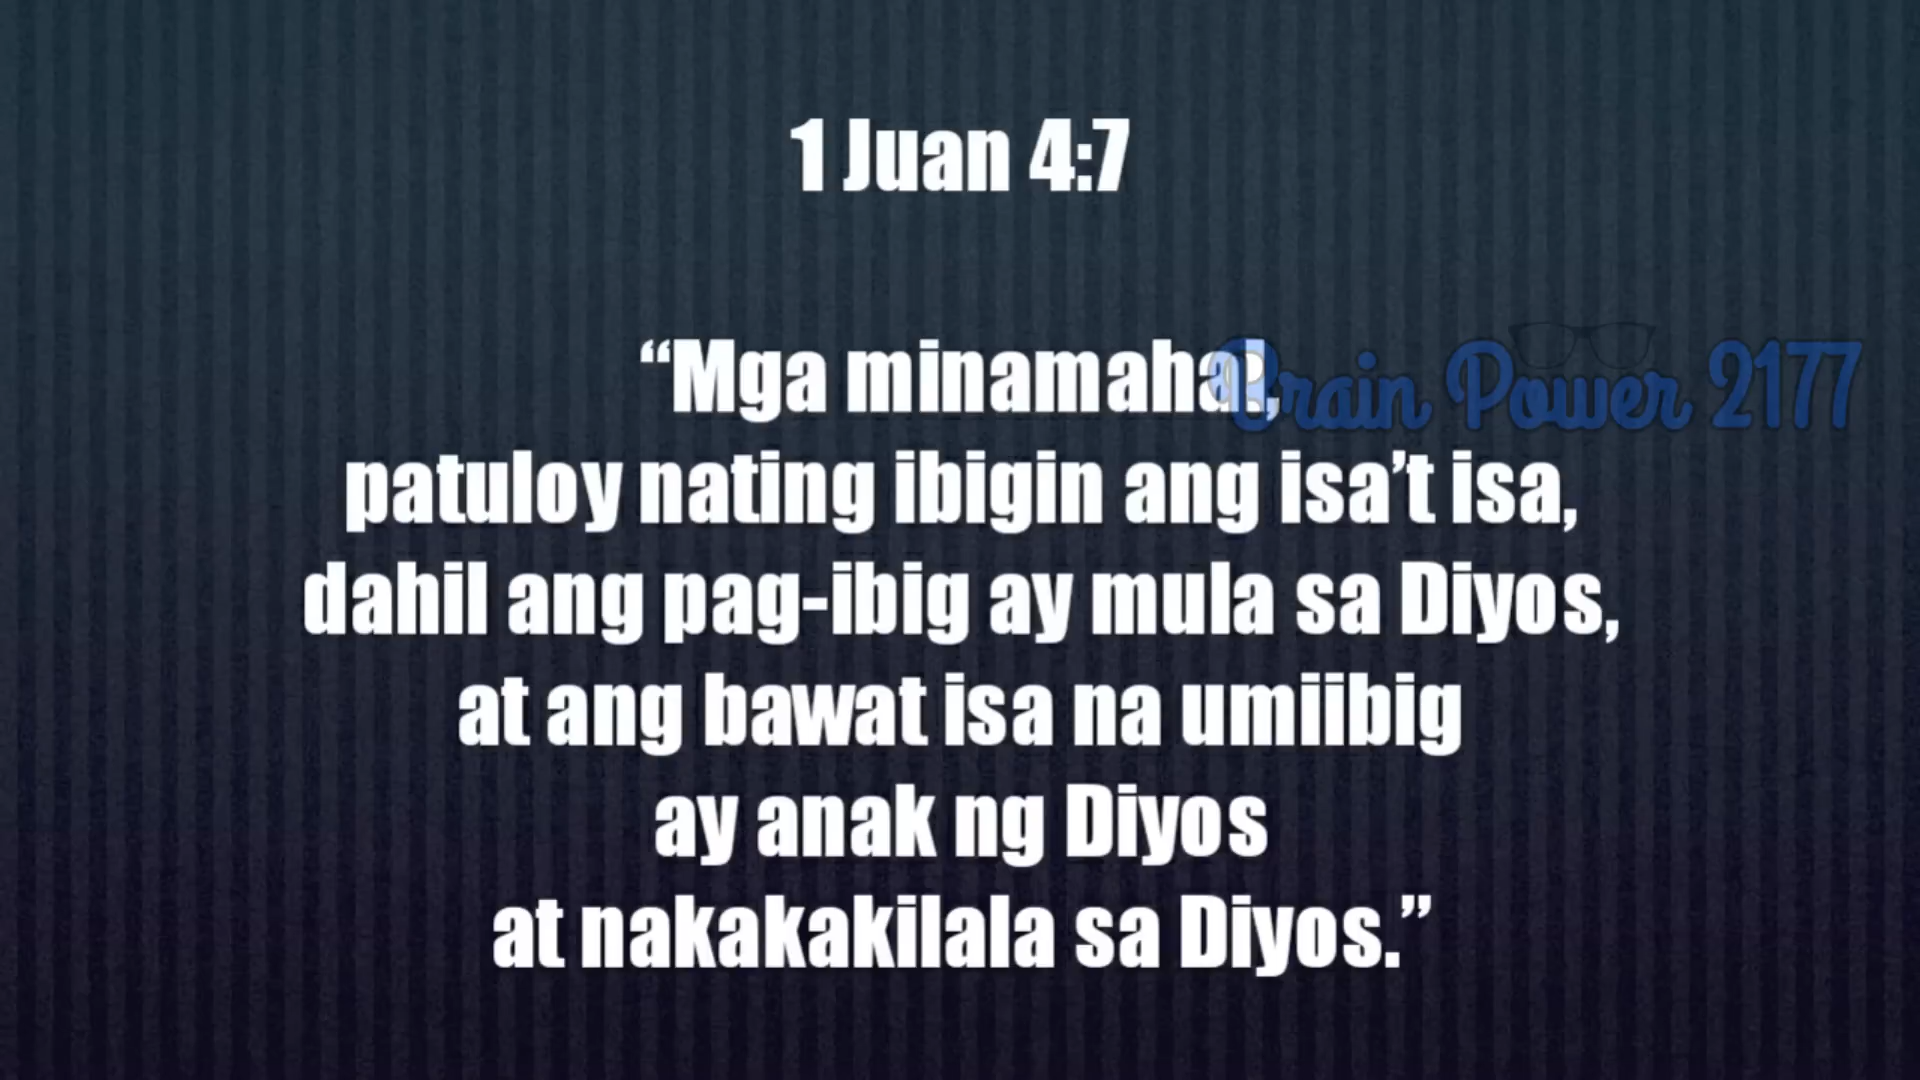 1 Juan 4:7
“Mga minamahal,
Brain Power 2177
patuloy nating ibigin ang isa’t isa,
dahil ang pag-ibig ay mula sa Diyos,
at ang bawat isa na umiibig
ay anak ng Diyos
at nakakakilala sa Diyos.”